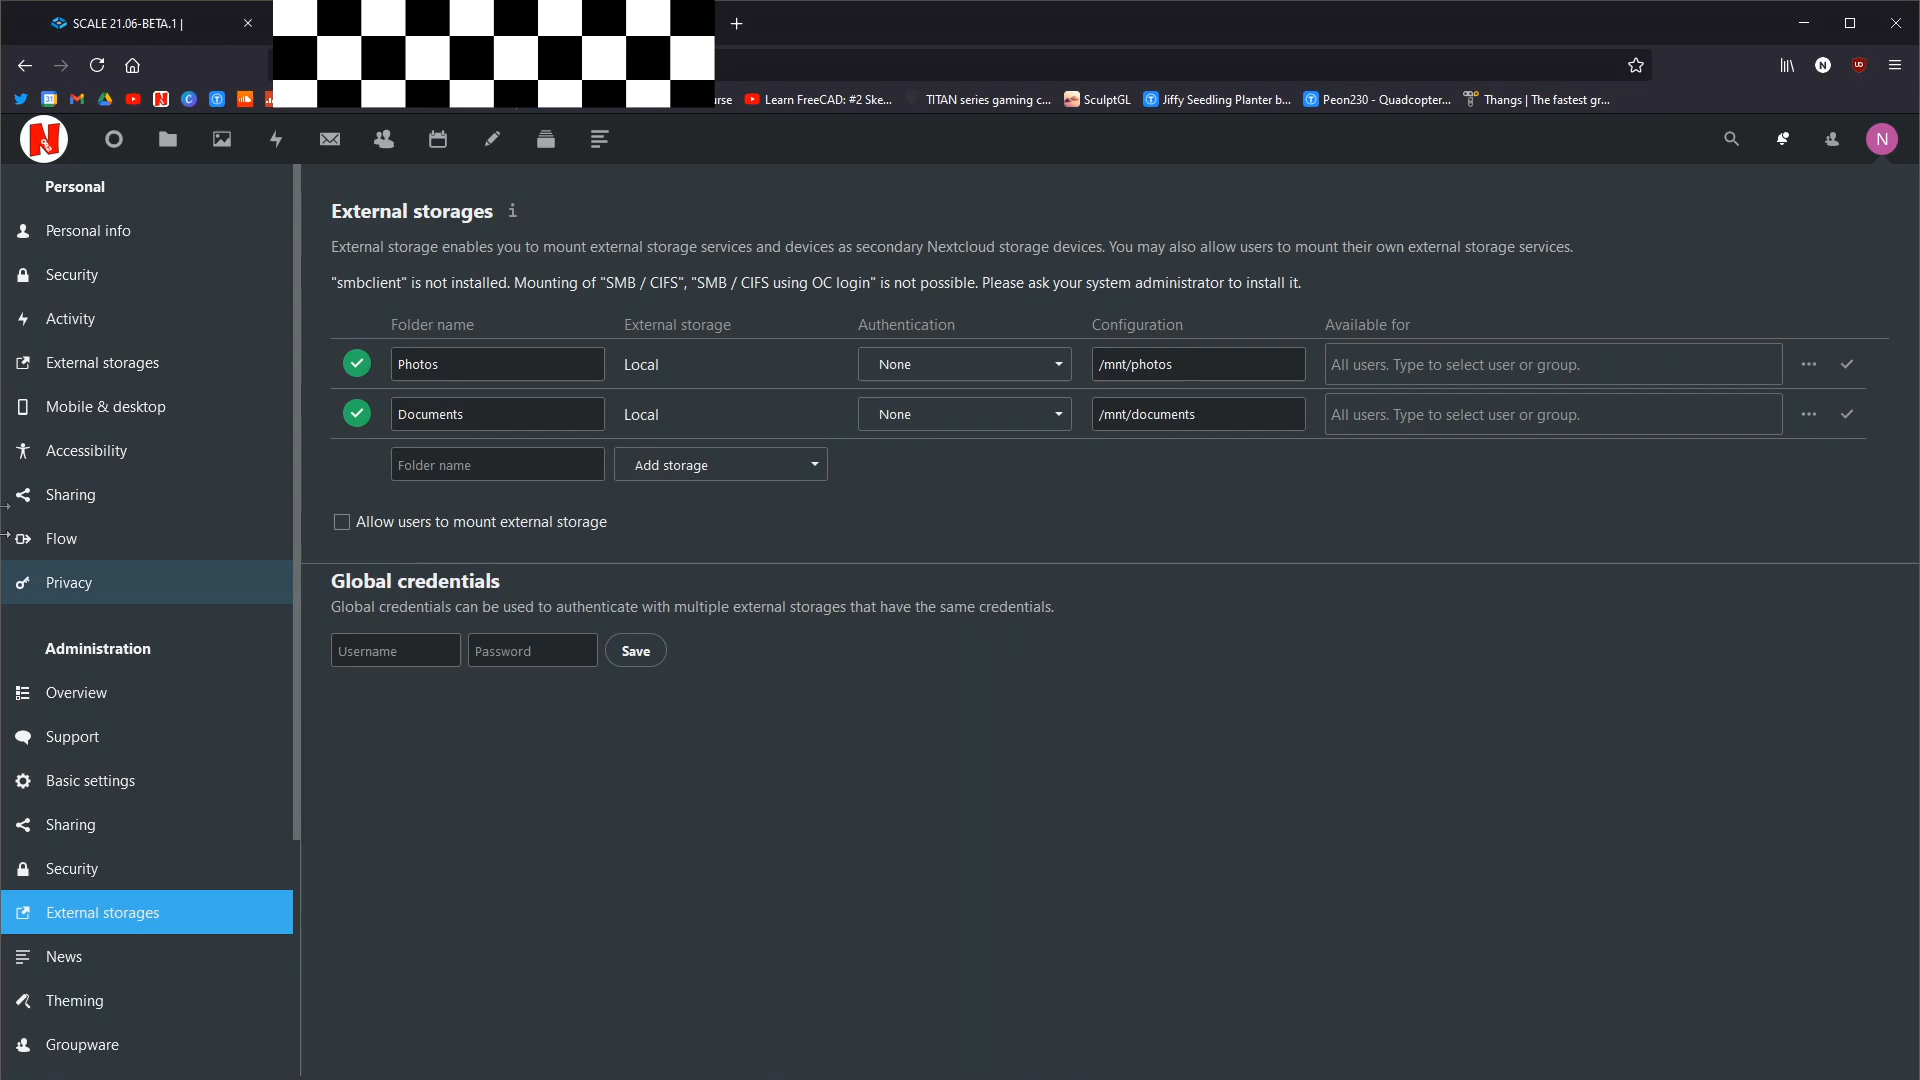 SCALE 21.06-BETA.1 |
rse
Learn FreeCAD: #2 Ske...
TITAN series gaming c...
SculptGL
Jiffy Seedling Planter b...
Peon230 - Quadcopter...
Thangs | The fastest gr...
N
Personal
Personal info
Security
Activity
External storages
Mobile & desktop
Accessibility
Sharing
Flow
Privacy
Administration
Overview
Support
Basic settings
Sharing
Security
External storages
News
Theming
Groupware
External storages
External storage enables you to mount external storage services and devices as secondary Nextcloud storage devices. You may also allow users to mount their own external storage services.
"smbclient" is not installed. Mounting of "SMB / CIFS", "SMB / CIFS using OC login" is not possible. Please ask your system administrator to install it.
Folder name External storage Authentication Configuration Available for
Photos Local None /mnt/photos All users. Type to select user or group.
Documents Local None /mnt/documents All users. Type to select user or group.
Folder name Add storage
Allow users to mount external storage
Global credentials
Global credentials can be used to authenticate with multiple external storages that have the same credentials.
Username Password Save